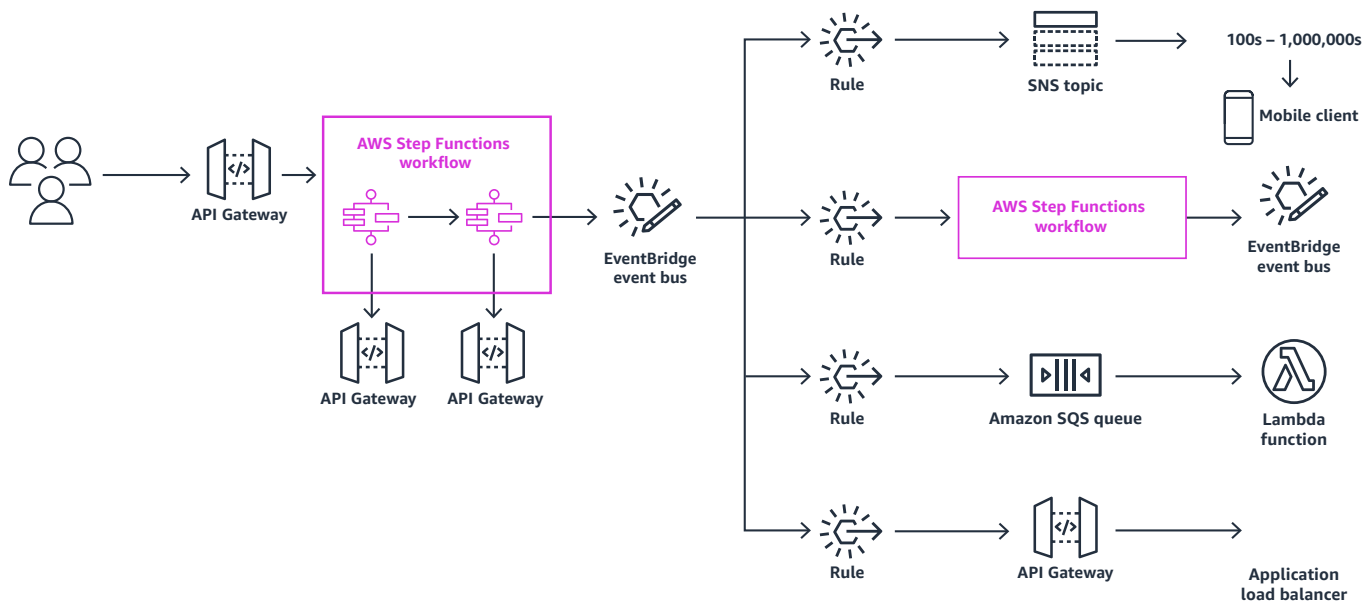 100s – 1,000,000s
Rule
SNS topic
Mobile client
AWS Step Functions
workflow
</>
API Gateway
EventBridge
event bus
Rule
AWS Step Functions
workflow
EventBridge
event bus
</>
API Gateway
</>
API Gateway
Rule
Amazon SQS queue
Lambda
function
</>
Rule
API Gateway
Application
load balancer